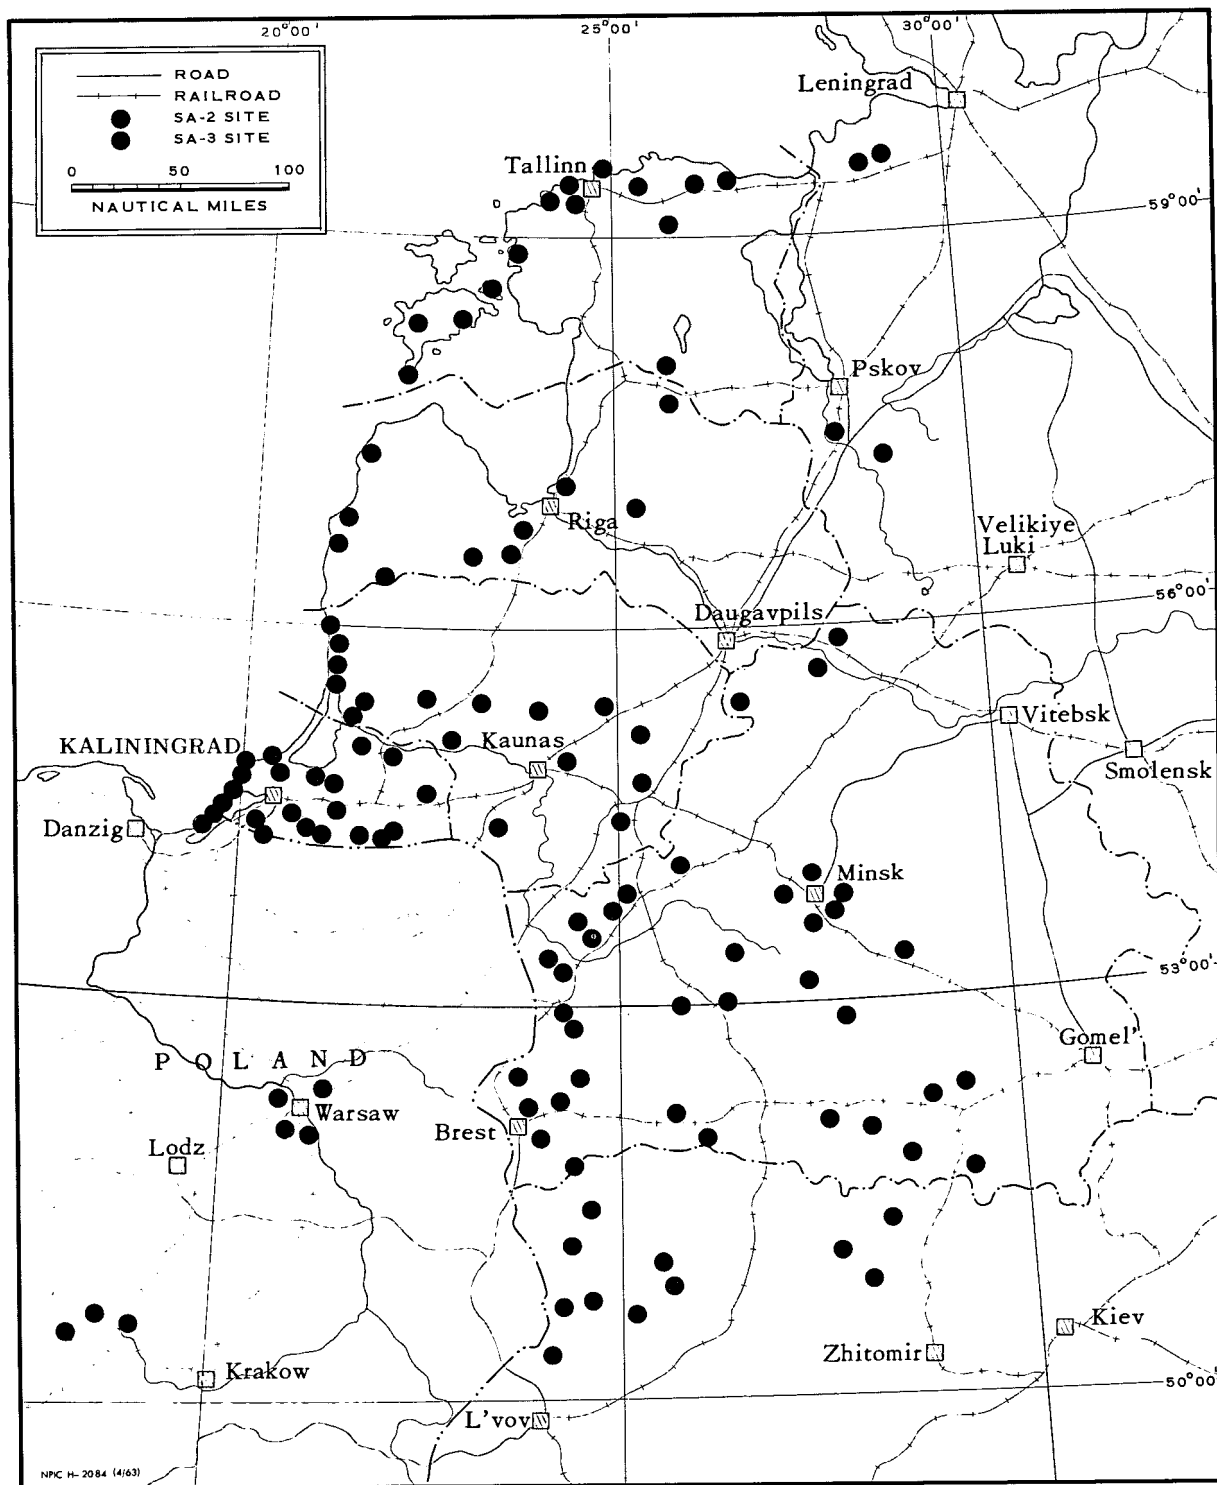 20°00'
25°00'
30°00'
ROAD
RAILROAD
SA-2 SITE
SA-3 SITE
0 50 100
NAUTICAL MILES
Leningrad
Tallinn
59°00'
Pskov
Riga
Velikiye
Luki
56°00'
Daugavpils
Vitebsk
KALININGRAD
Kaunas
Smolensk
Danzig
Minsk
53°00'
Gomel'
POLAND
Warsaw
Brest
Lodz
Kiev
Zhitomir
Krakow
50°00'
L'vov
NPIC H-2084 (4/63)